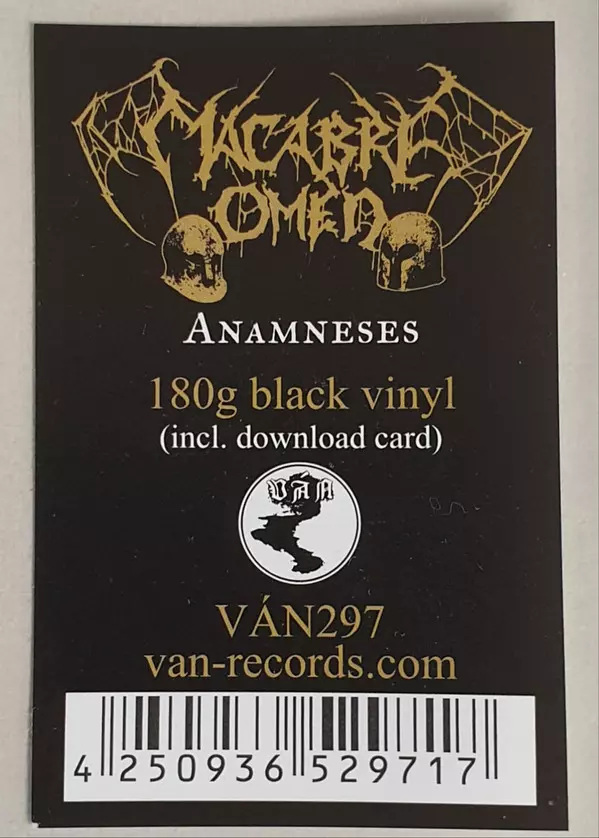 MACABRE
OMEN
ANAMNESES
180g black vinyl
(incl. download card)
VÁN
VÁN297
van-records.com
4 250936 529717